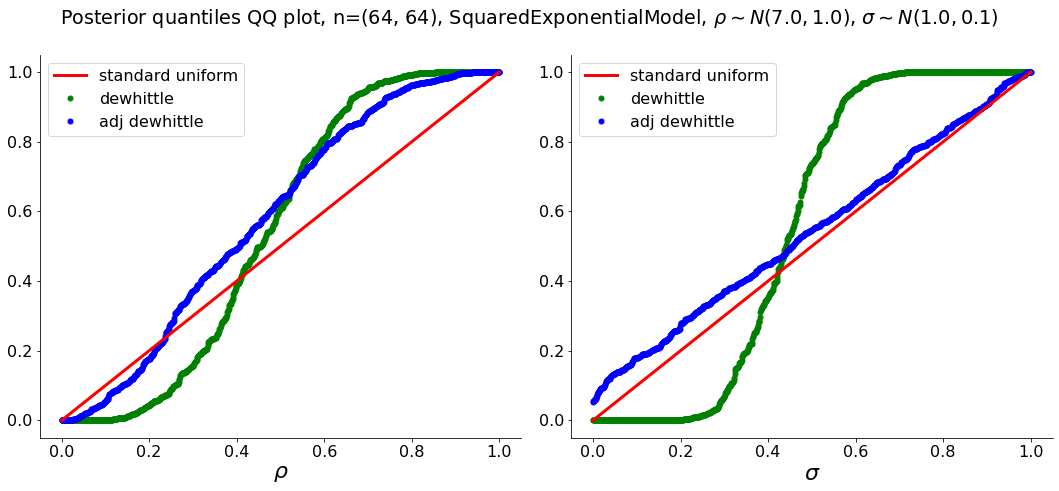 Posterior quantiles QQ plot, n=(64, 64), SquaredExponentialModel, ρ ∼ N(7.0, 1.0), σ ∼ N(1.0, 0.1)
standard uniform
dewhittle
adj dewhittle
1.0
0.8
0.6
0.4
0.2
0.0
0.0 0.2 0.4 0.6 0.8 1.0
ρ
standard uniform
dewhittle
adj dewhittle
1.0
0.8
0.6
0.4
0.2
0.0
0.0 0.2 0.4 0.6 0.8 1.0
σ